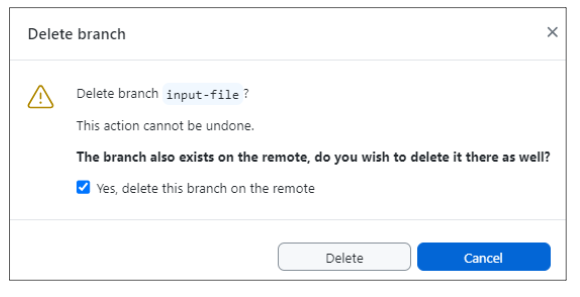 Delete branch
Delete branch input-file?
This action cannot be undone.
The branch also exists on the remote, do you wish to delete it there as well?
Yes, delete this branch on the remote
Delete
Cancel